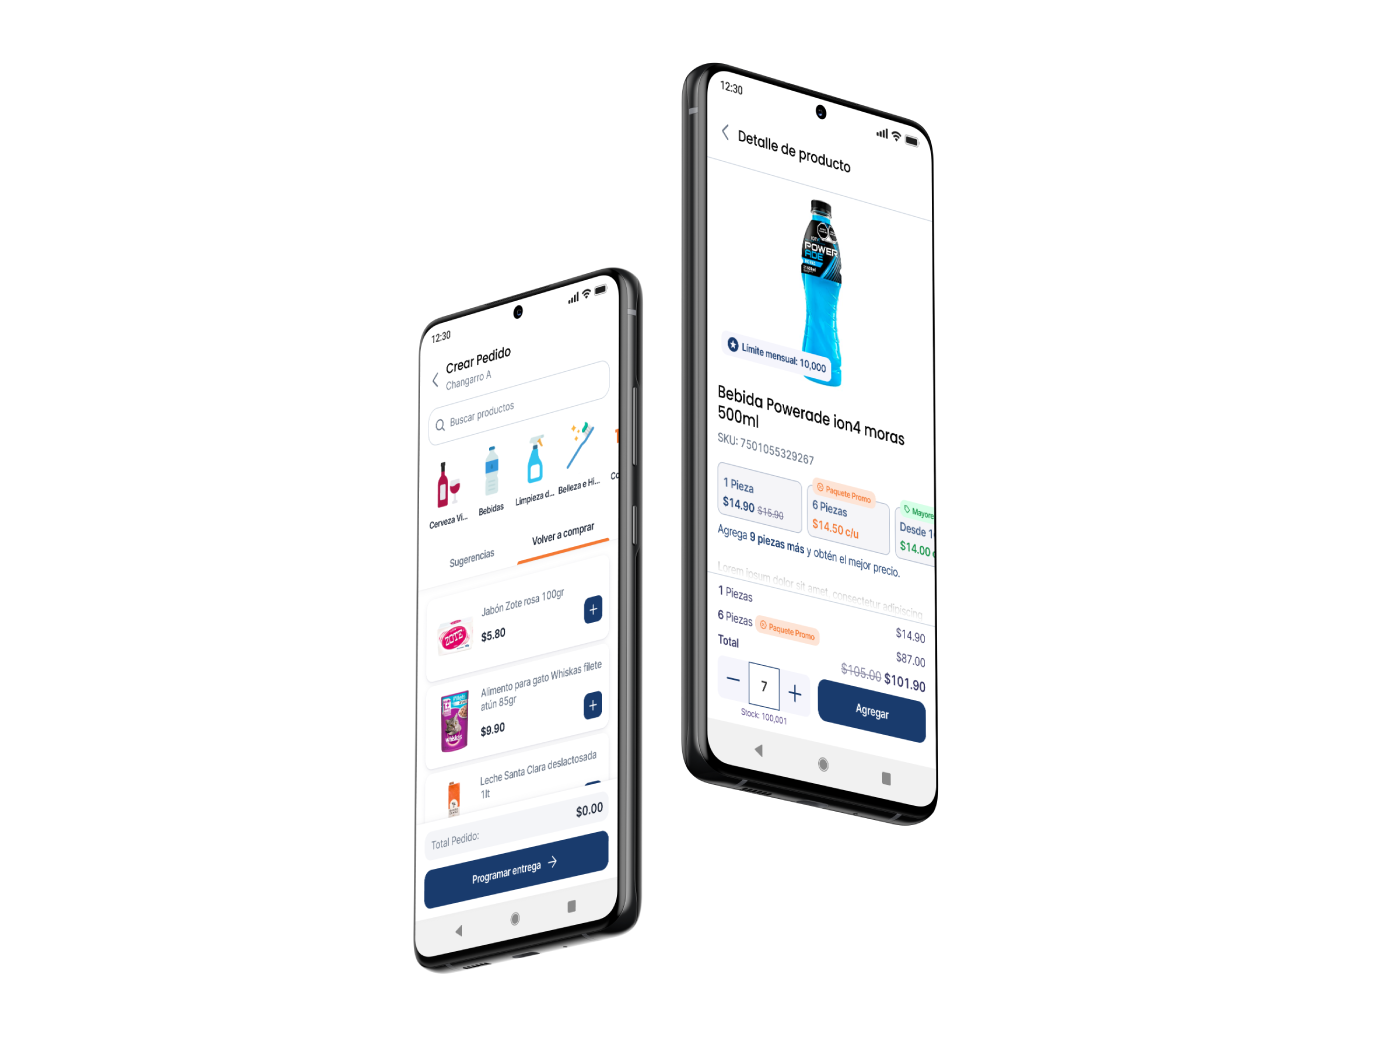 12:30
Crear Pedido
Changarro A
Buscar productos
Cerveza Vi...
Bebidas
Limpieza d...
Belleza e Hi...
Co
Sugerencias
Volver a comprar
Jabón Zote rosa 100gr
$5.80
ZOTE
Alimento para gato Whiskas filete
atún 85gr
$9.90
whiskas
Leche Santa Clara deslactosada
1lt
Total Pedido:
$0.00
Programar entrega
12:30
Detalle de producto
POWER
ADE
Límite mensual: 10,000
Bebida Powerade ion4 moras
500ml
SKU: 7501055329267
1 Pieza
$14.90 $15.90
Paquete Promo
6 Piezas
$14.50 c/u
Mayore
Desde 1
$14.00 c
Agrega 9 piezas más y obtén el mejor precio.
Lorem ipsum dolor sit amet, consectetur adipiscing
1 Piezas
$14.90
6 Piezas
Paquete Promo
$87.00
Total
$105.00 $101.90
7
Stock: 100,001
Agregar